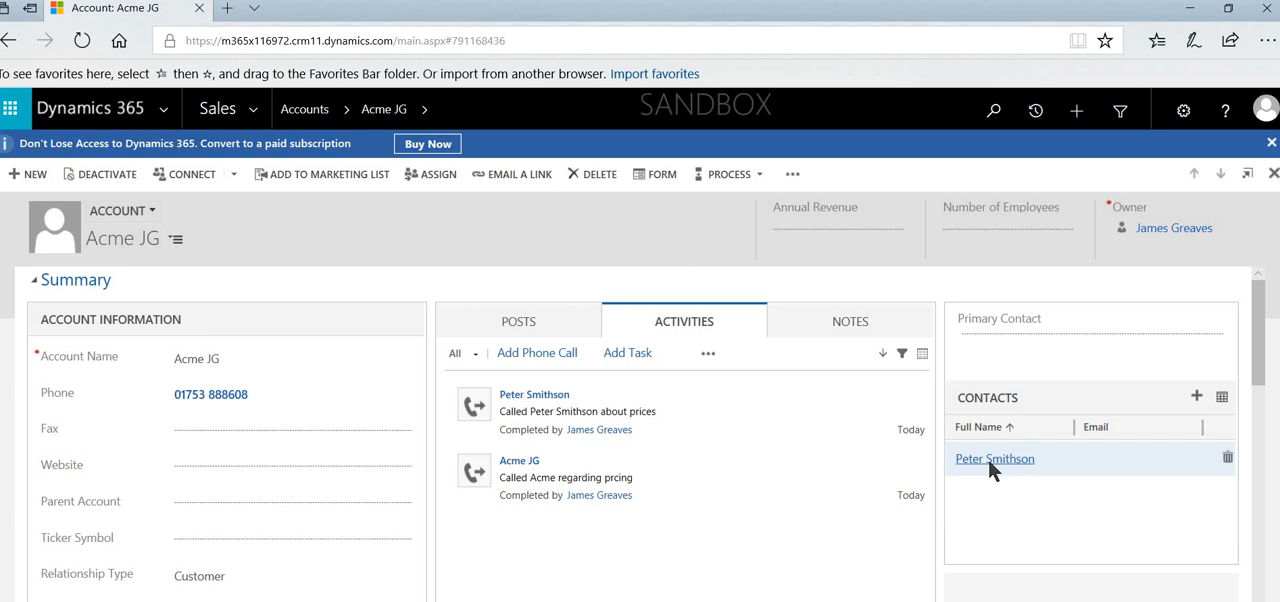 Account: Acme JG
https://m365x116972.crm11.dynamics.com/main.aspx#791168436
To see favorites here, select ☆ then ☆, and drag to the Favorites Bar folder. Or import from another browser. Import favorites
Dynamics 365 Sales Accounts > Acme JG > SANDBOX
Don't Lose Access to Dynamics 365. Convert to a paid subscription Buy Now
NEW DEACTIVATE CONNECT ADD TO MARKETING LIST ASSIGN EMAIL A LINK DELETE FORM PROCESS
ACCOUNT
Acme JG
Annual Revenue
Number of Employees
*Owner
James Greaves
Summary
ACCOUNT INFORMATION
*Account Name Acme JG
Phone 01753 888608
Fax
Website
Parent Account
Ticker Symbol
Relationship Type Customer
POSTS ACTIVITIES NOTES
All Add Phone Call Add Task
Peter Smithson
Called Peter Smithson about prices
Completed by James Greaves Today
Acme JG
Called Acme regarding prcing
Completed by James Greaves Today
Primary Contact
CONTACTS
Full Name Email
Peter Smithson